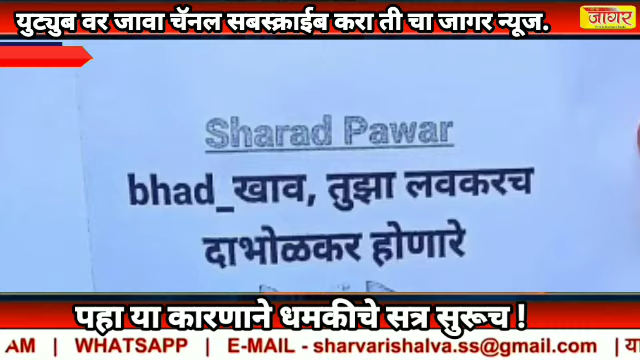 युट्युब वर जावा चॅनल सबस्क्राईब करा ती चा जागर न्यूज.
जागर
Sharad Pawar
bhad_खाव, तुझा लवकरच
दाभोळकर होणारे
पहा या कारणाने धमकीचे सत्र सुरूच !
AM | WHATSAPP | E-MAIL - sharvarishalva.ss@gmail.com